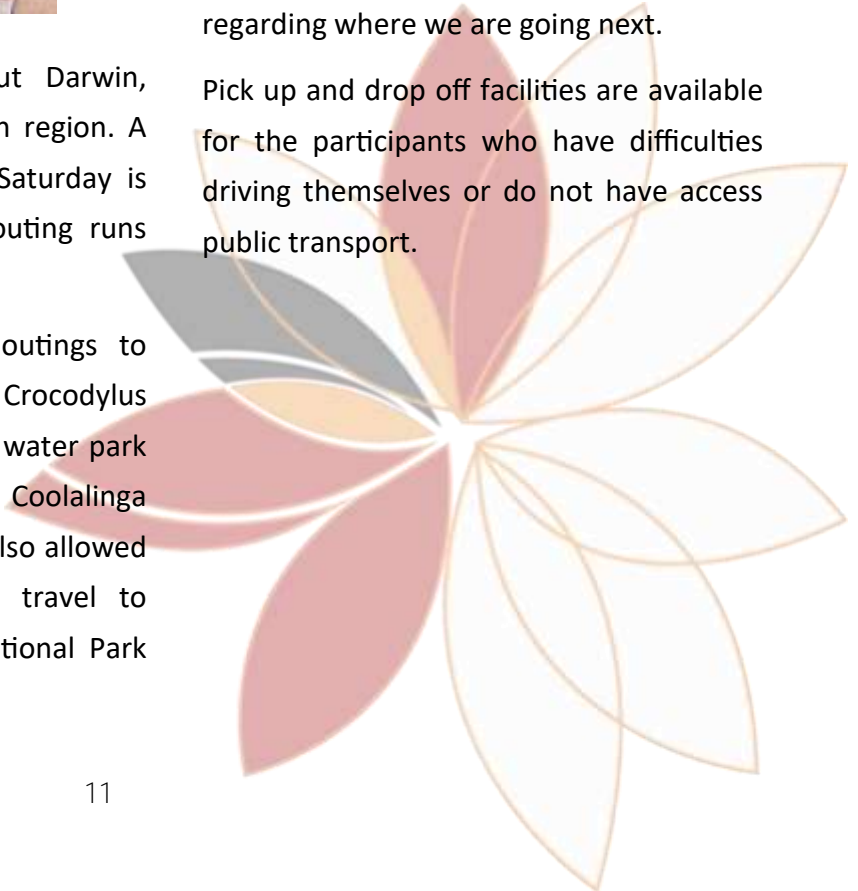 ut Darwin,
n region. A
Saturday is
outing runs
outings to
Crocodylus
water park
Coolalinga
lso allowed
travel to
tional Park
regarding where we are going next.
Pick up and drop off facilities are available
for the participants who have difficulties
driving themselves or do not have access
public transport.
11